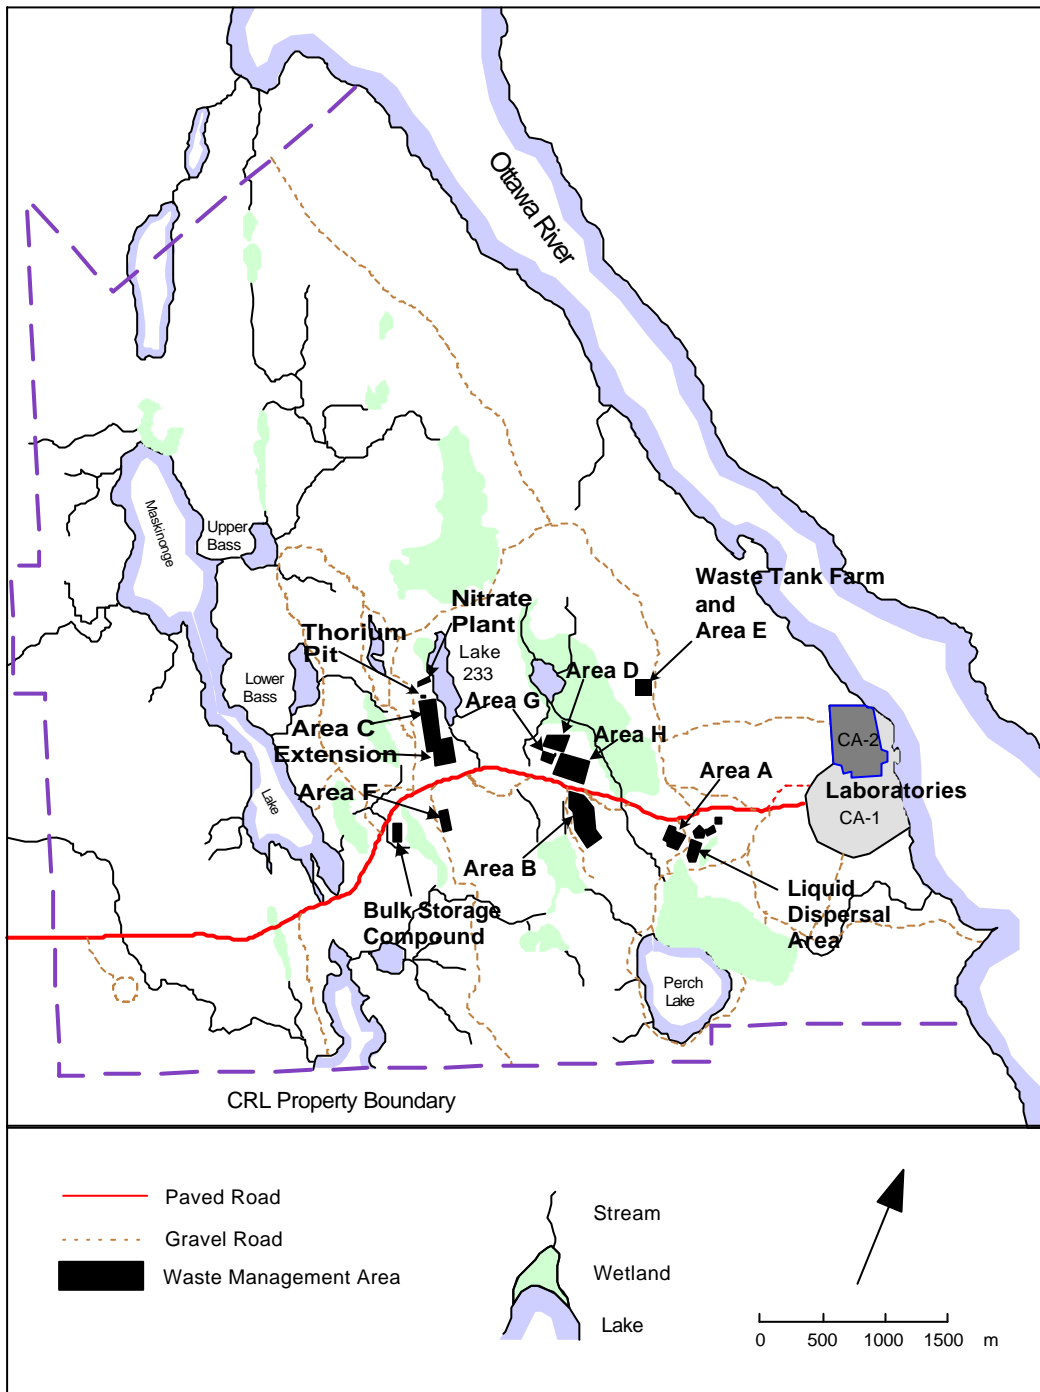 Ottawa River
Maskinonge
Upper
Bass
Waste Tank Farm
and
Area E
Nitrate
Plant
Thorium
Pit
Lake
233
Lower
Bass
Area D
Area G
Area C
Extension
Area H
CA-2
Area A
Laboratories
CA-1
Area F
Lake
Area B
Liquid
Dispersal
Area
Bulk Storage
Compound
Perch
Lake
CRL Property Boundary
Paved Road
Gravel Road
Waste Management Area
Stream
Wetland
Lake
0 500 1000 1500 m